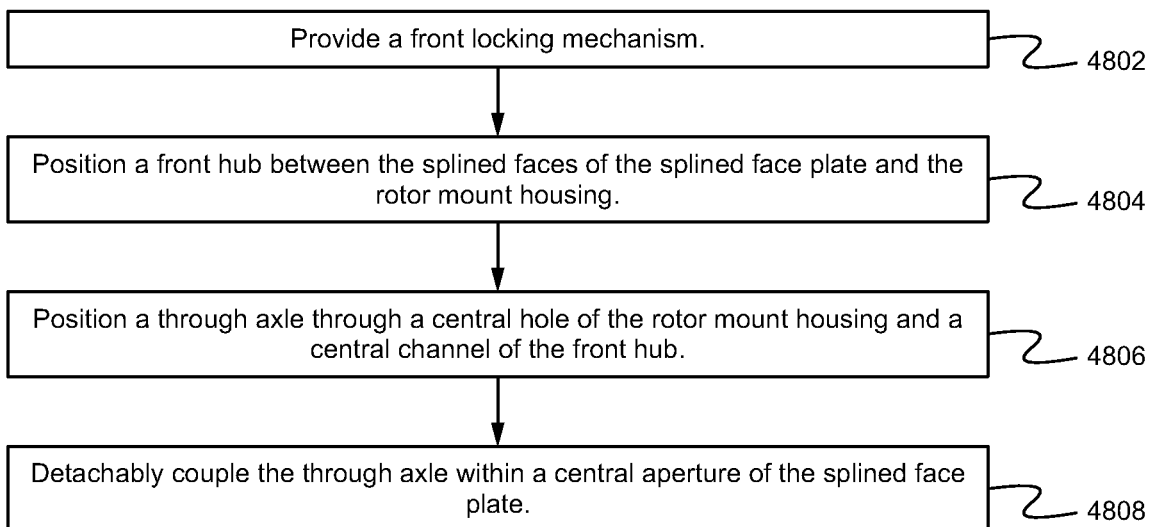 Provide a front locking mechanism.
4802
Position a front hub between the splined faces of the splined face plate and the
rotor mount housing.
4804
Position a through axle through a central hole of the rotor mount housing and a
central channel of the front hub.
4806
Detachably couple the through axle within a central aperture of the splined face
plate.
4808